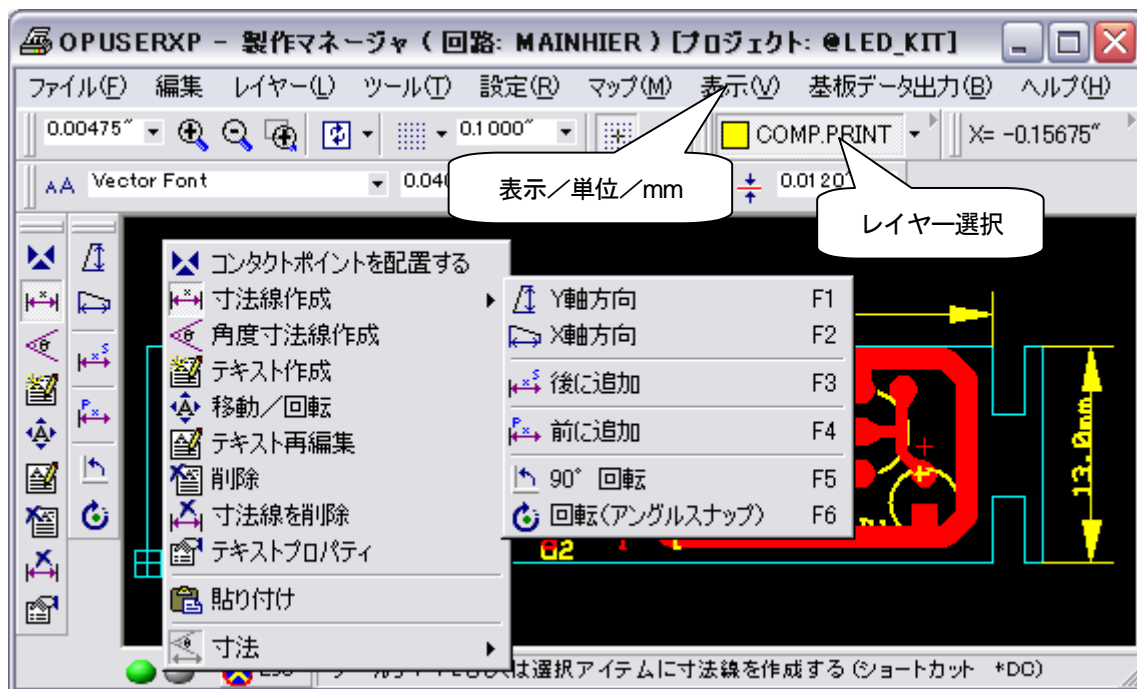 OPUSERXP - 製作マネージャ ( 回路: MAINHIER ) [プロジェクト: @LED_KIT]
ファイル(F) 編集 レイヤー(L) ツール(T) 設定(R) マップ(M) 表示(V) 基板データ出力(B) ヘルプ(H)
0.00475" 0.1000" COMP.PRINT X= -0.15675"
AA Vector Font 0.04 0.0120
表示／単位／mm
レイヤー選択
コンタクトポイントを配置する
寸法線作成
角度寸法線作成
テキスト作成
移動／回転
テキスト再編集
削除
寸法線を削除
テキストプロパティ
貼り付け
寸法
Y軸方向 F1
X軸方向 F2
後に追加 F3
前に追加 F4
90° 回転 F5
回転(アングルスナップ) F6
13.0mm
は選択アイテムに寸法線を作成する (ショートカット *DC)